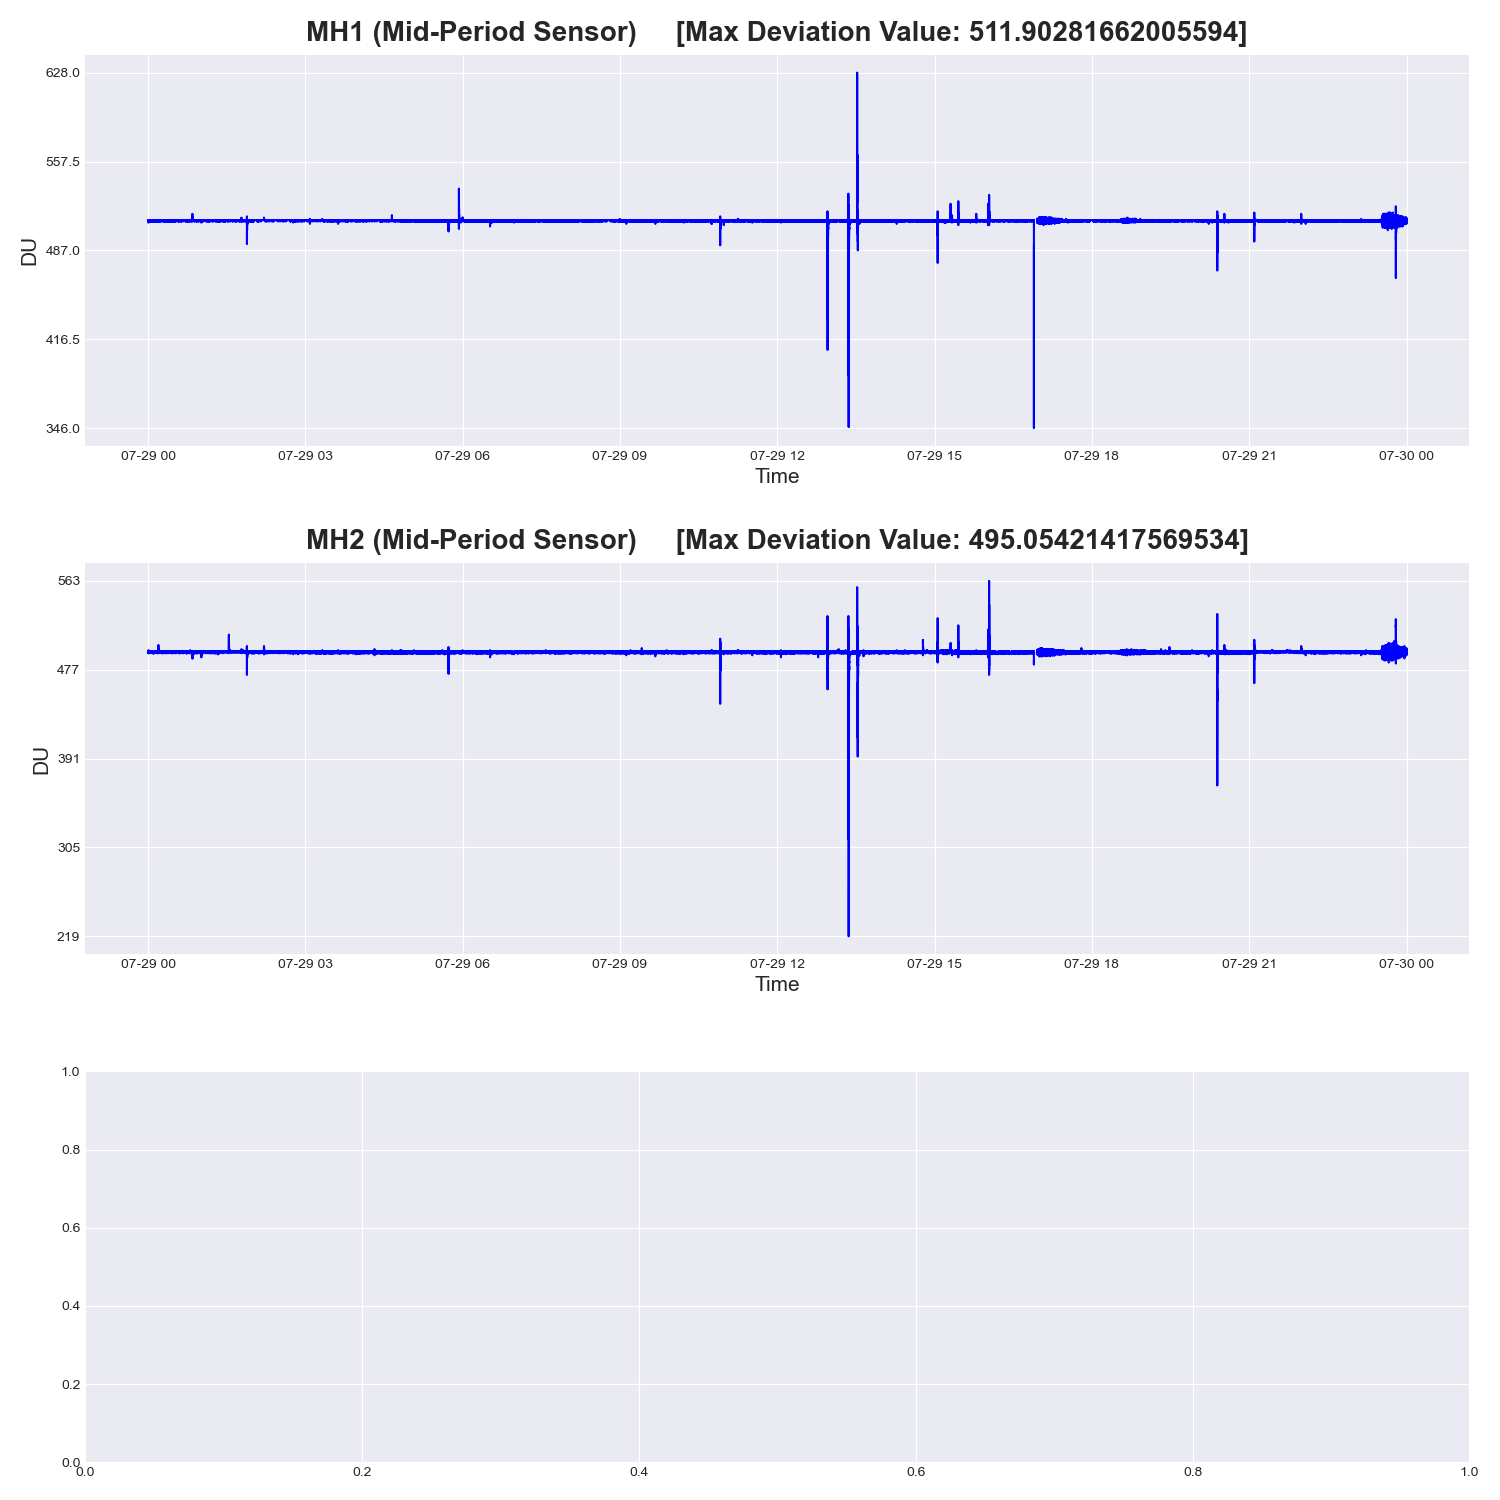 MH1 (Mid-Period Sensor) [Max Deviation Value: 511.90281662005594]
628.0
557.5
487.0
416.5
346.0
DU
07-29 00 07-29 03 07-29 06 07-29 09 07-29 12 07-29 15 07-29 18 07-29 21 07-30 00
Time
MH2 (Mid-Period Sensor) [Max Deviation Value: 495.05421417569534]
563
477
391
305
219
DU
07-29 00 07-29 03 07-29 06 07-29 09 07-29 12 07-29 15 07-29 18 07-29 21 07-30 00
Time
1.0
0.8
0.6
0.4
0.2
0.0
0.0 0.2 0.4 0.6 0.8 1.0